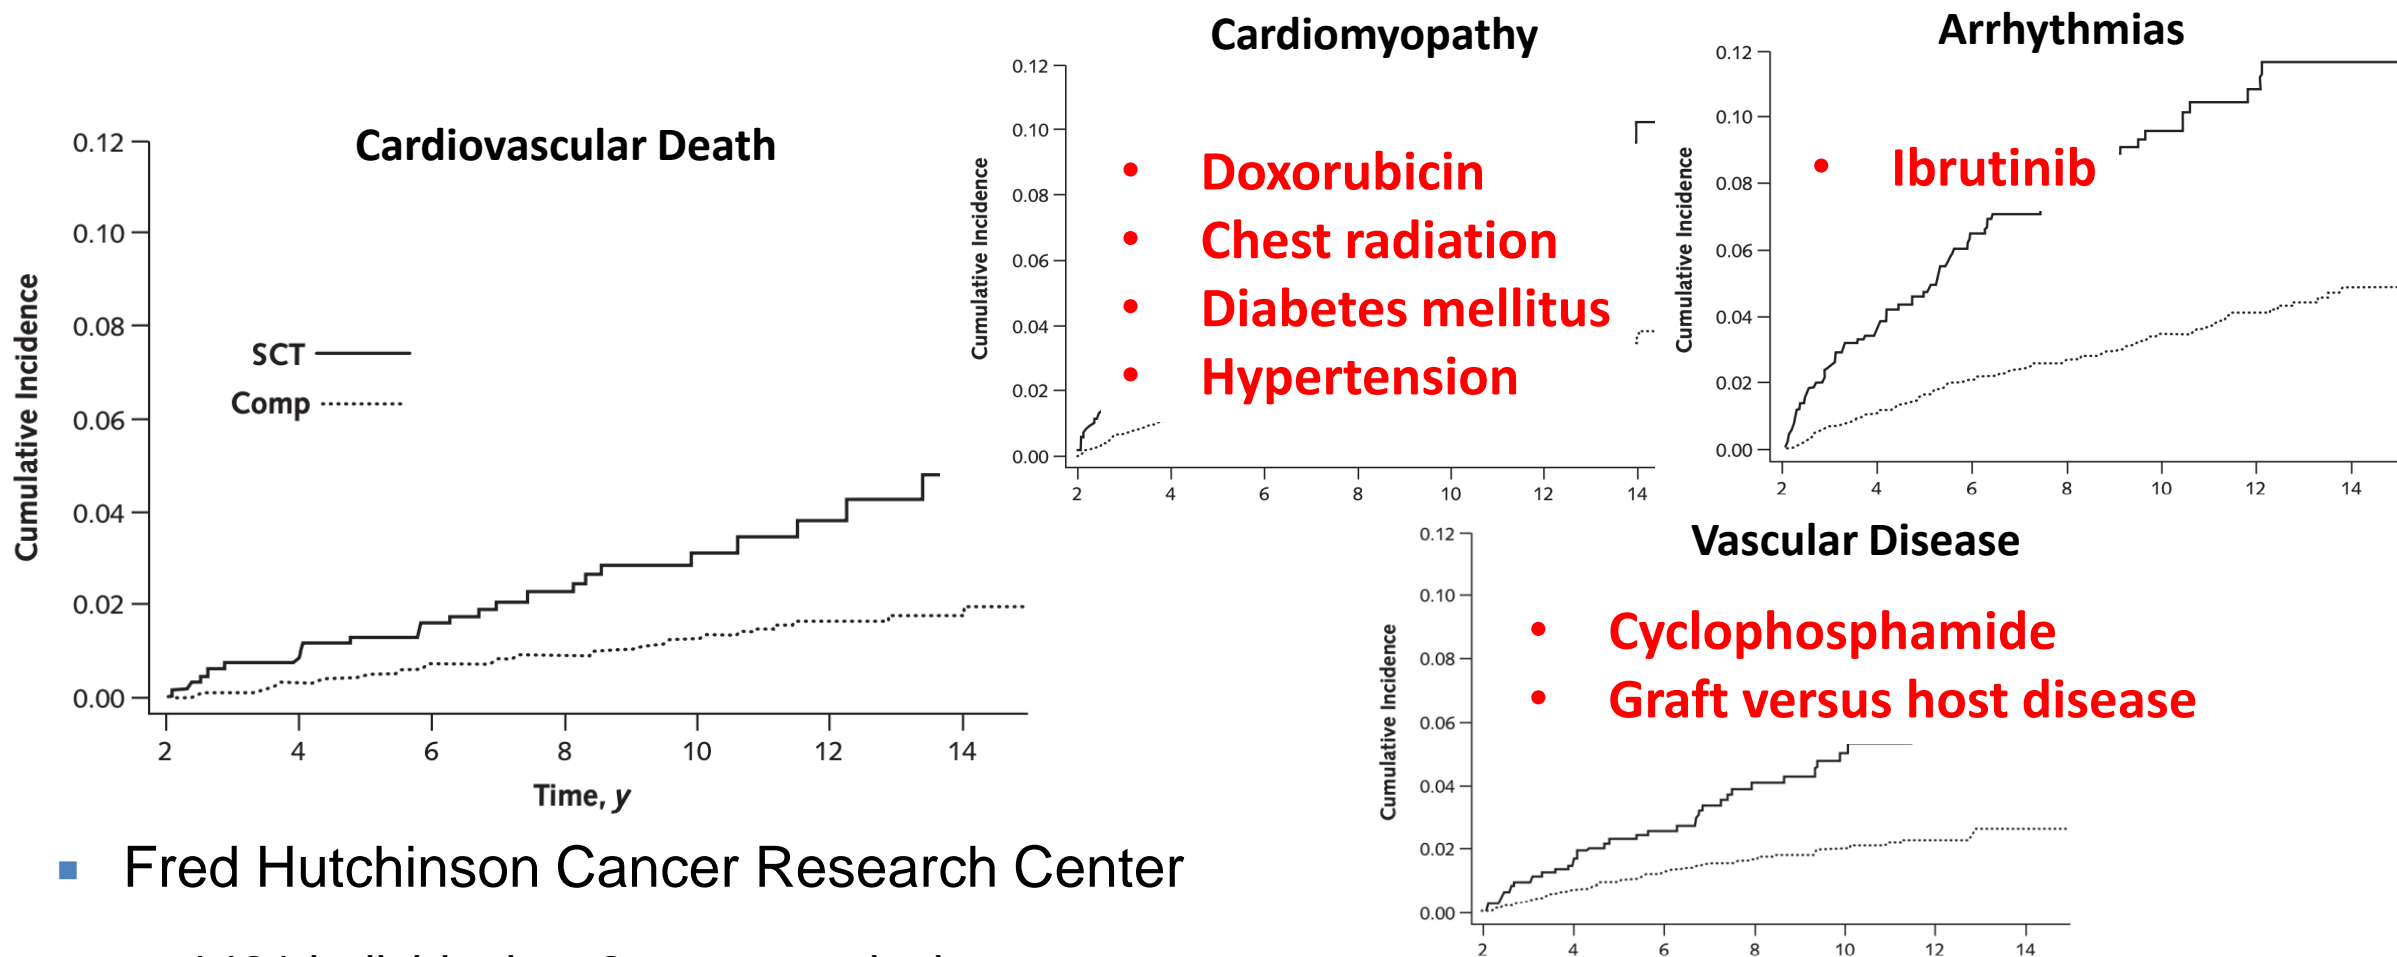 Cardiovascular Death
Cumulative Incidence
0.12
0.10
0.08
0.06
0.04
0.02
0.00
SCT
Comp
2 4 6 8 10 12 14
Time, y
Cardiomyopathy
Cumulative Incidence
0.12
0.10
0.08
0.06
0.04
0.02
0.00
• Doxorubicin
• Chest radiation
• Diabetes mellitus
• Hypertension
2 4 6 8 10 12 14
Arrhythmias
Cumulative Incidence
0.12
0.10
0.08
0.06
0.04
0.02
0.00
• Ibrutinib
2 4 6 8 10 12 14
Vascular Disease
Cumulative Incidence
0.12
0.10
0.08
0.06
0.04
0.02
0.00
• Cyclophosphamide
• Graft versus host disease
2 4 6 8 10 12 14
▪ Fred Hutchinson Cancer Research Center